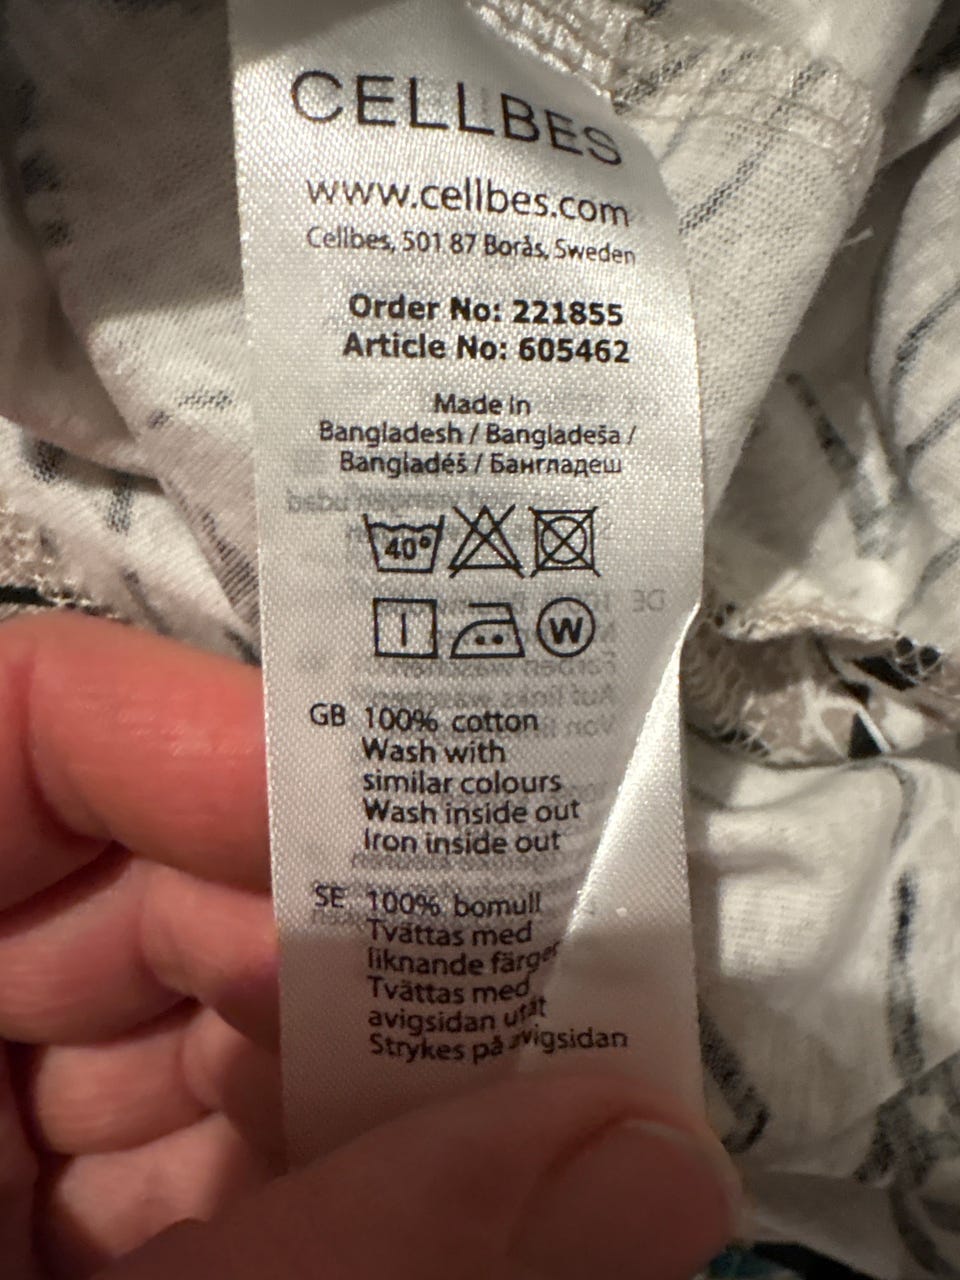 CELLBES
www.cellbes.com
Cellbes, 501 87 Borås, Sweden
Order No: 221855
Article No: 605462
Made in
Bangladesh / Bangladeša /
Bangladéš / Бангладеш
40°
W
GB 100% cotton
Wash with
similar colours
Wash inside out
Iron inside out
SE 100% bomull
Tvättas med
liknande färger
Tvättas med
avigsidan utåt
Strykes på avigsidan